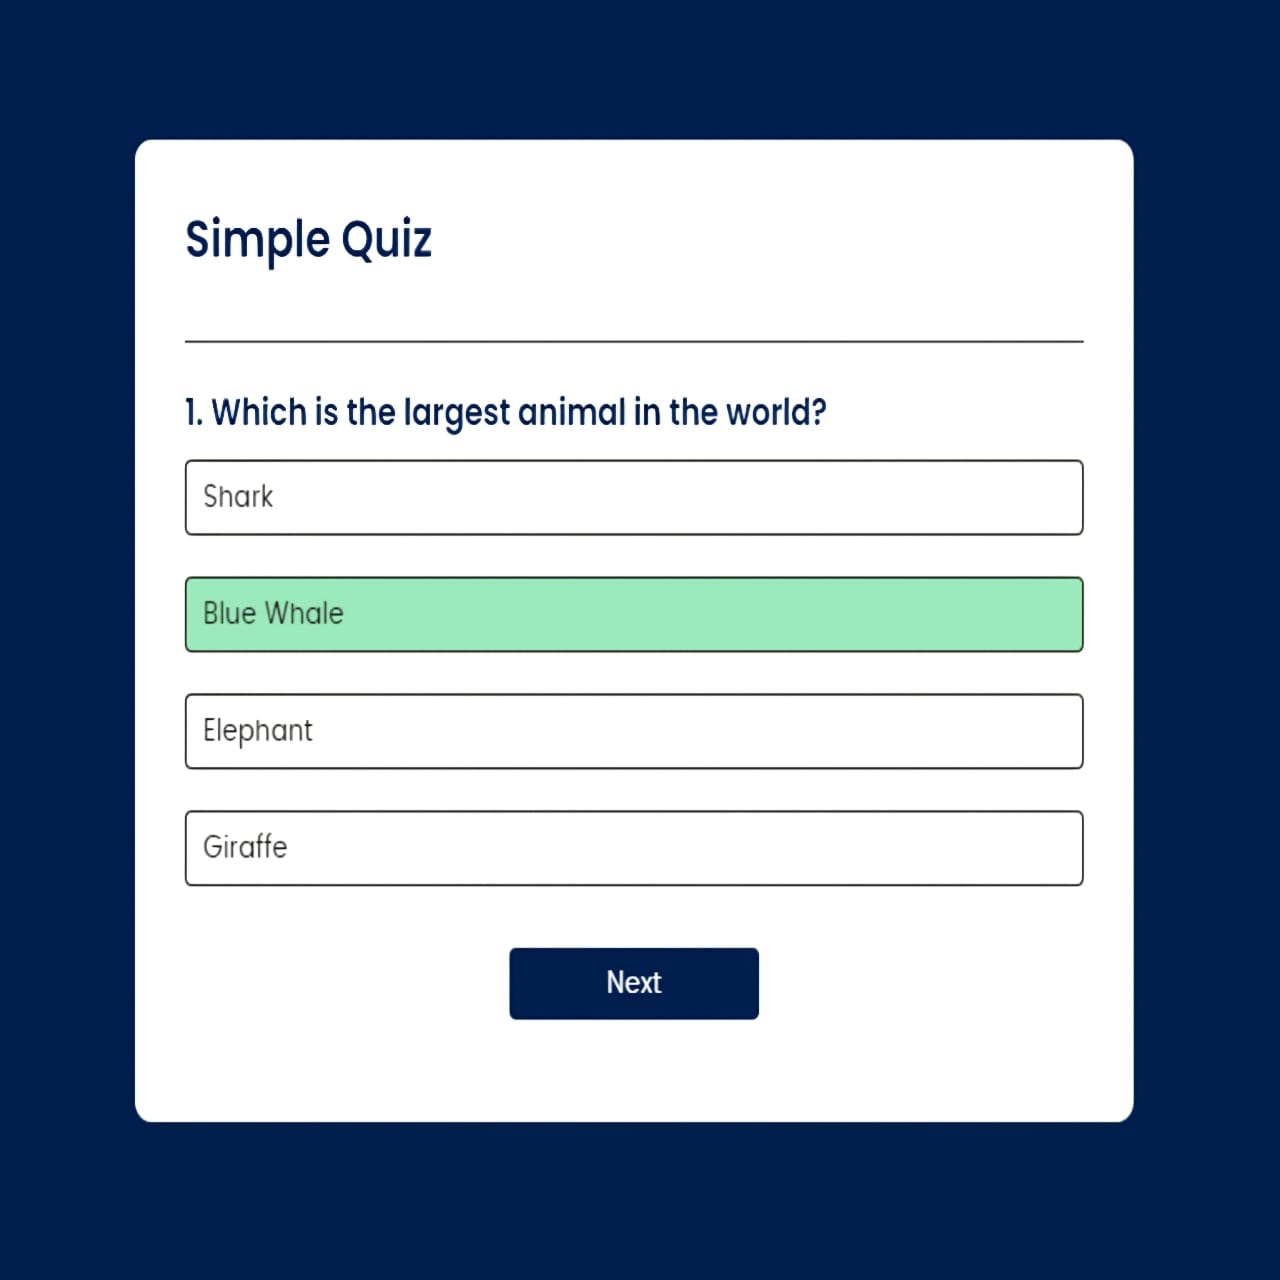 Simple Quiz
1. Which is the largest animal in the world?
Shark
Blue Whale
Elephant
Giraffe
Next